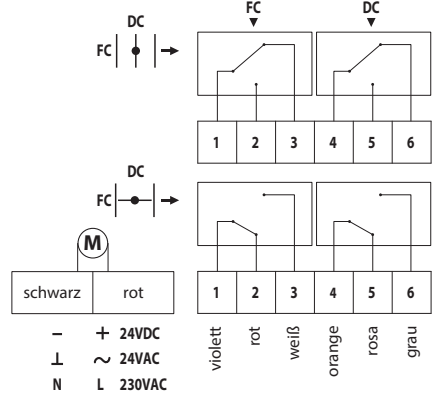 DC
FC
FC DC
1 2 3 4 5 6
DC
FC
M
schwarz rot
1 2 3 4 5 6
− + 24VDC
⊥ ~ 24VAC
N L 230VAC
violett
rot
weiß
orange
rosa
grau